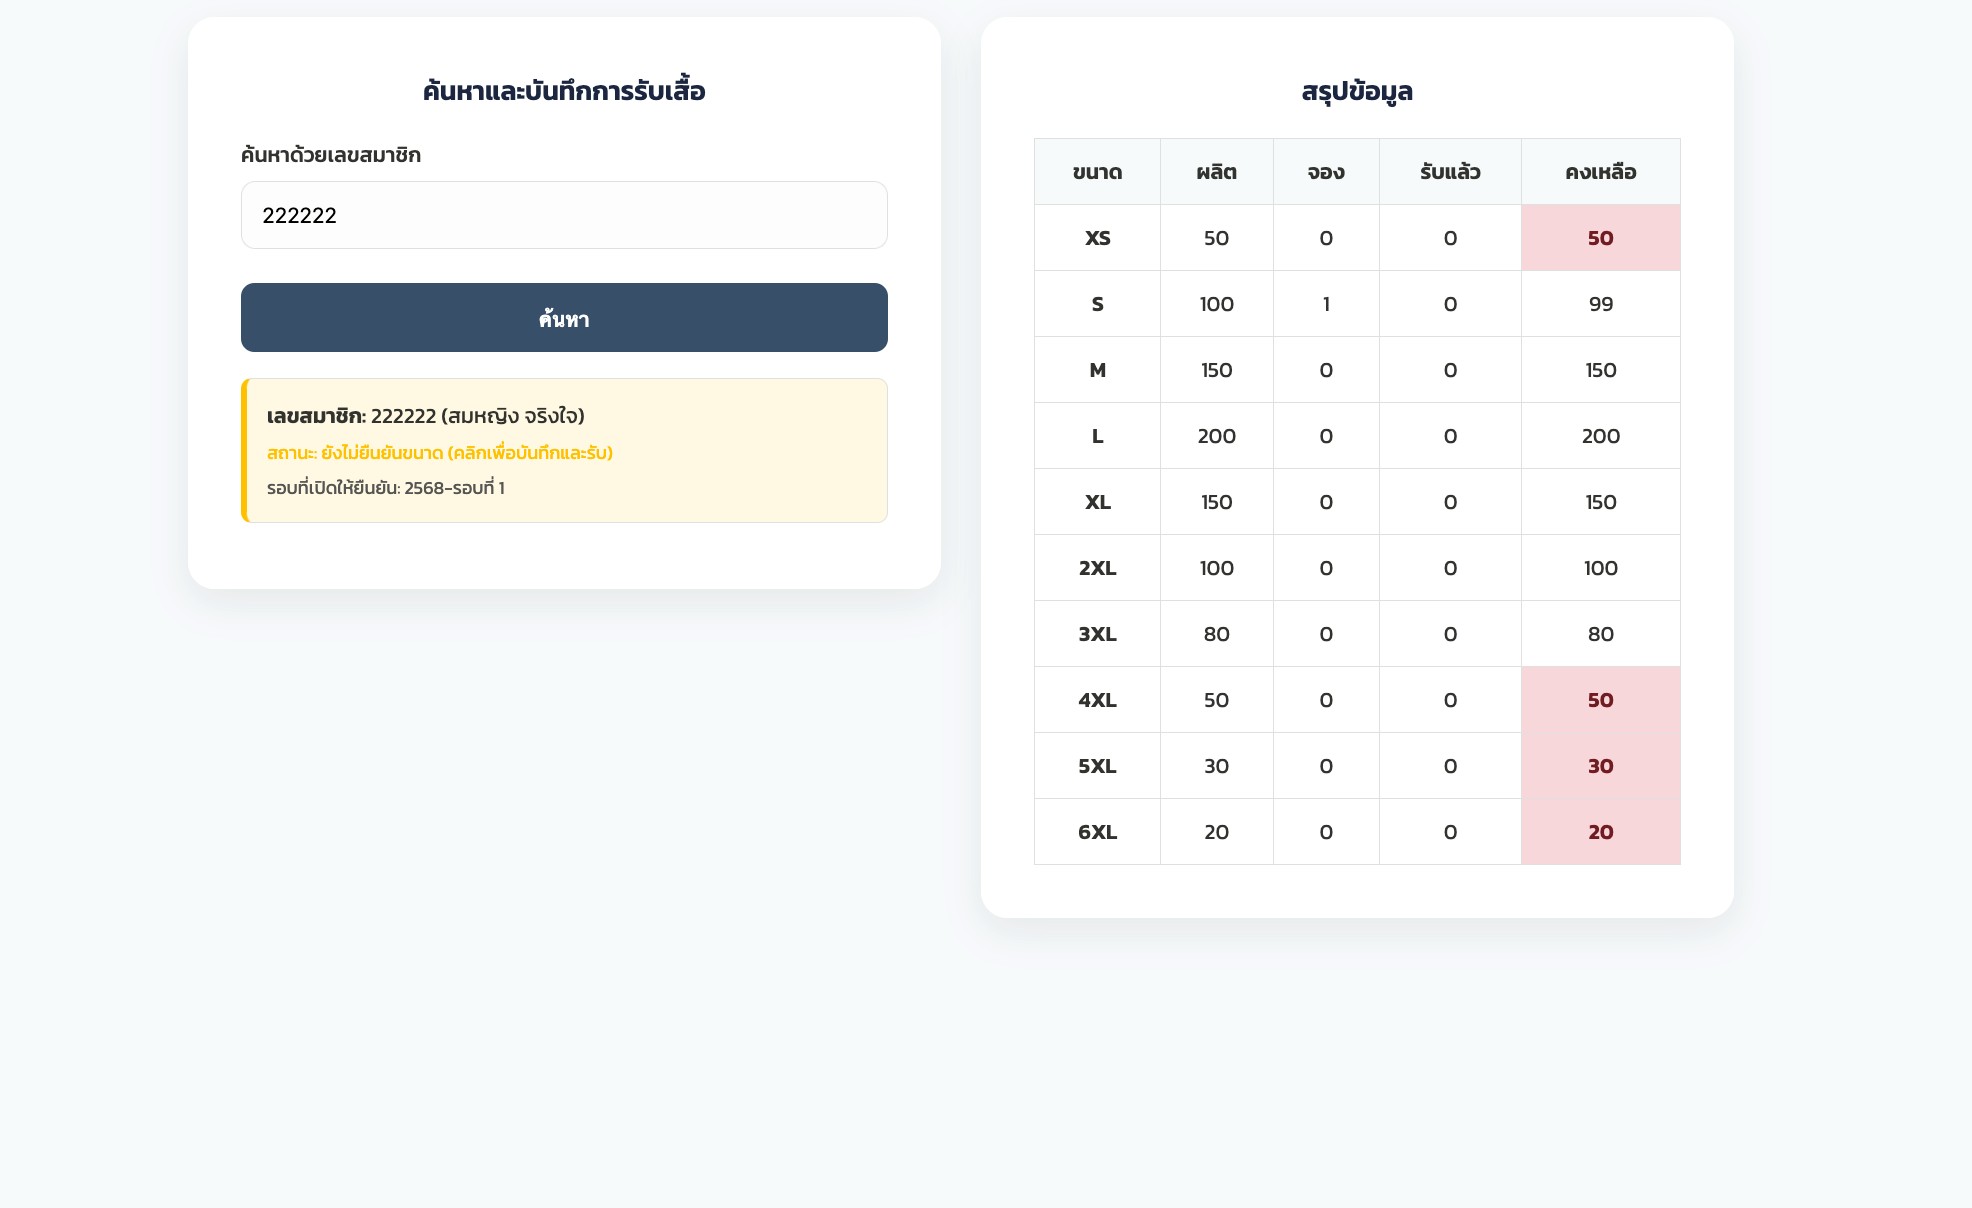 ค้นหาและบันทึกการรับเสื้อ
ค้นหาด้วยเลขสมาชิก
222222
ค้นหา
เลขสมาชิก: 222222 (สมหญิง จริงใจ)
สถานะ: ยังไม่ยืนยันขนาด (คลิกเพื่อบันทึกและรับ)
รอบที่เปิดให้ยืนยัน: 2568-รอบที่ 1
สรุปข้อมูล
ขนาด ผลิต จอง รับแล้ว คงเหลือ
XS 50 0 0 50
S 100 1 0 99
M 150 0 0 150
L 200 0 0 200
XL 150 0 0 150
2XL 100 0 0 100
3XL 80 0 0 80
4XL 50 0 0 50
5XL 30 0 0 30
6XL 20 0 0 20